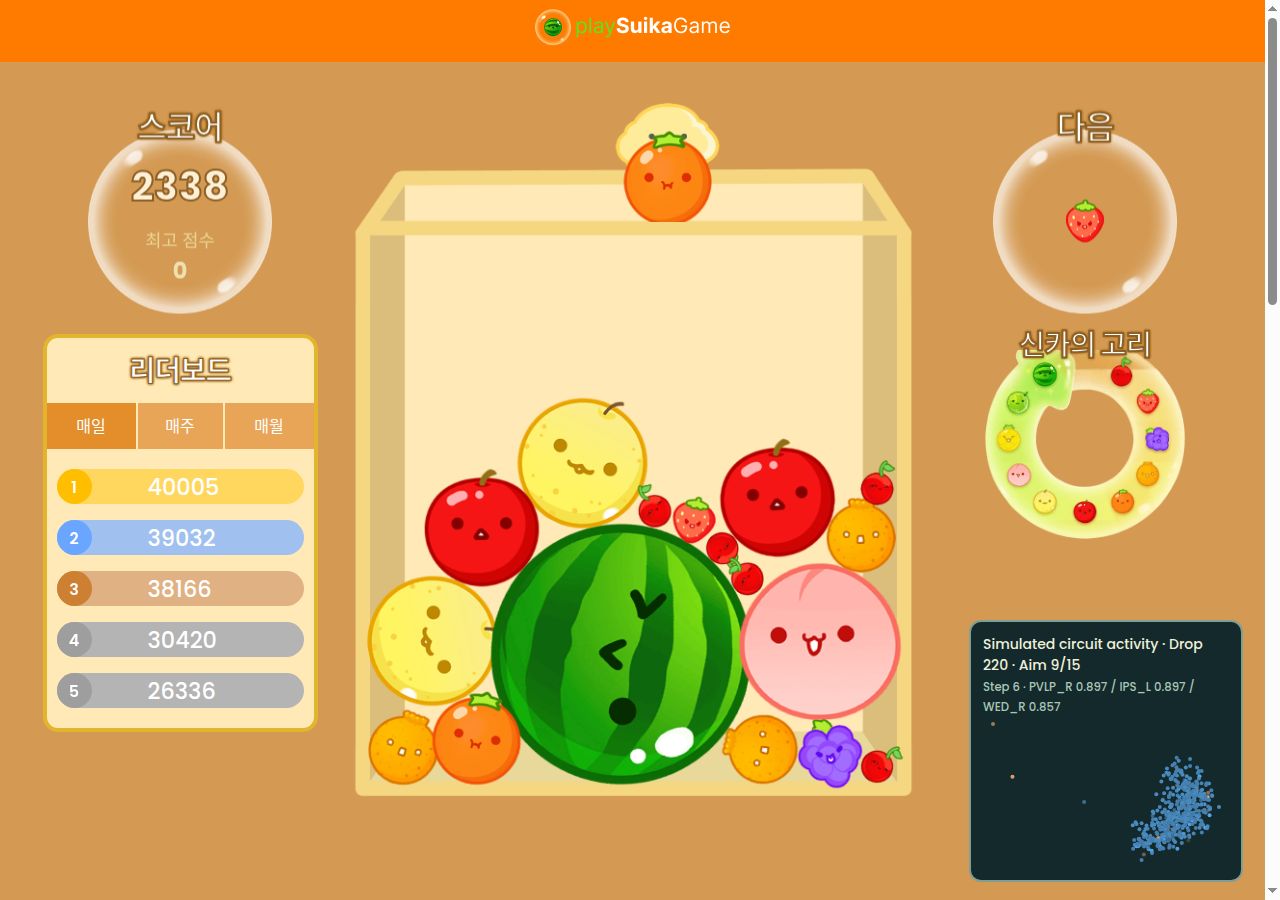 playSuikaGame
스코어
2338
최고 점수
0
리더보드
매일 매주 매월
1 40005
2 39032
3 38166
4 30420
5 26336
다음
신카의 고리
Simulated circuit activity · Drop
220 · Aim 9/15
Step 6 · PVLP_R 0.897 / IPS_L 0.897 /
WED_R 0.857